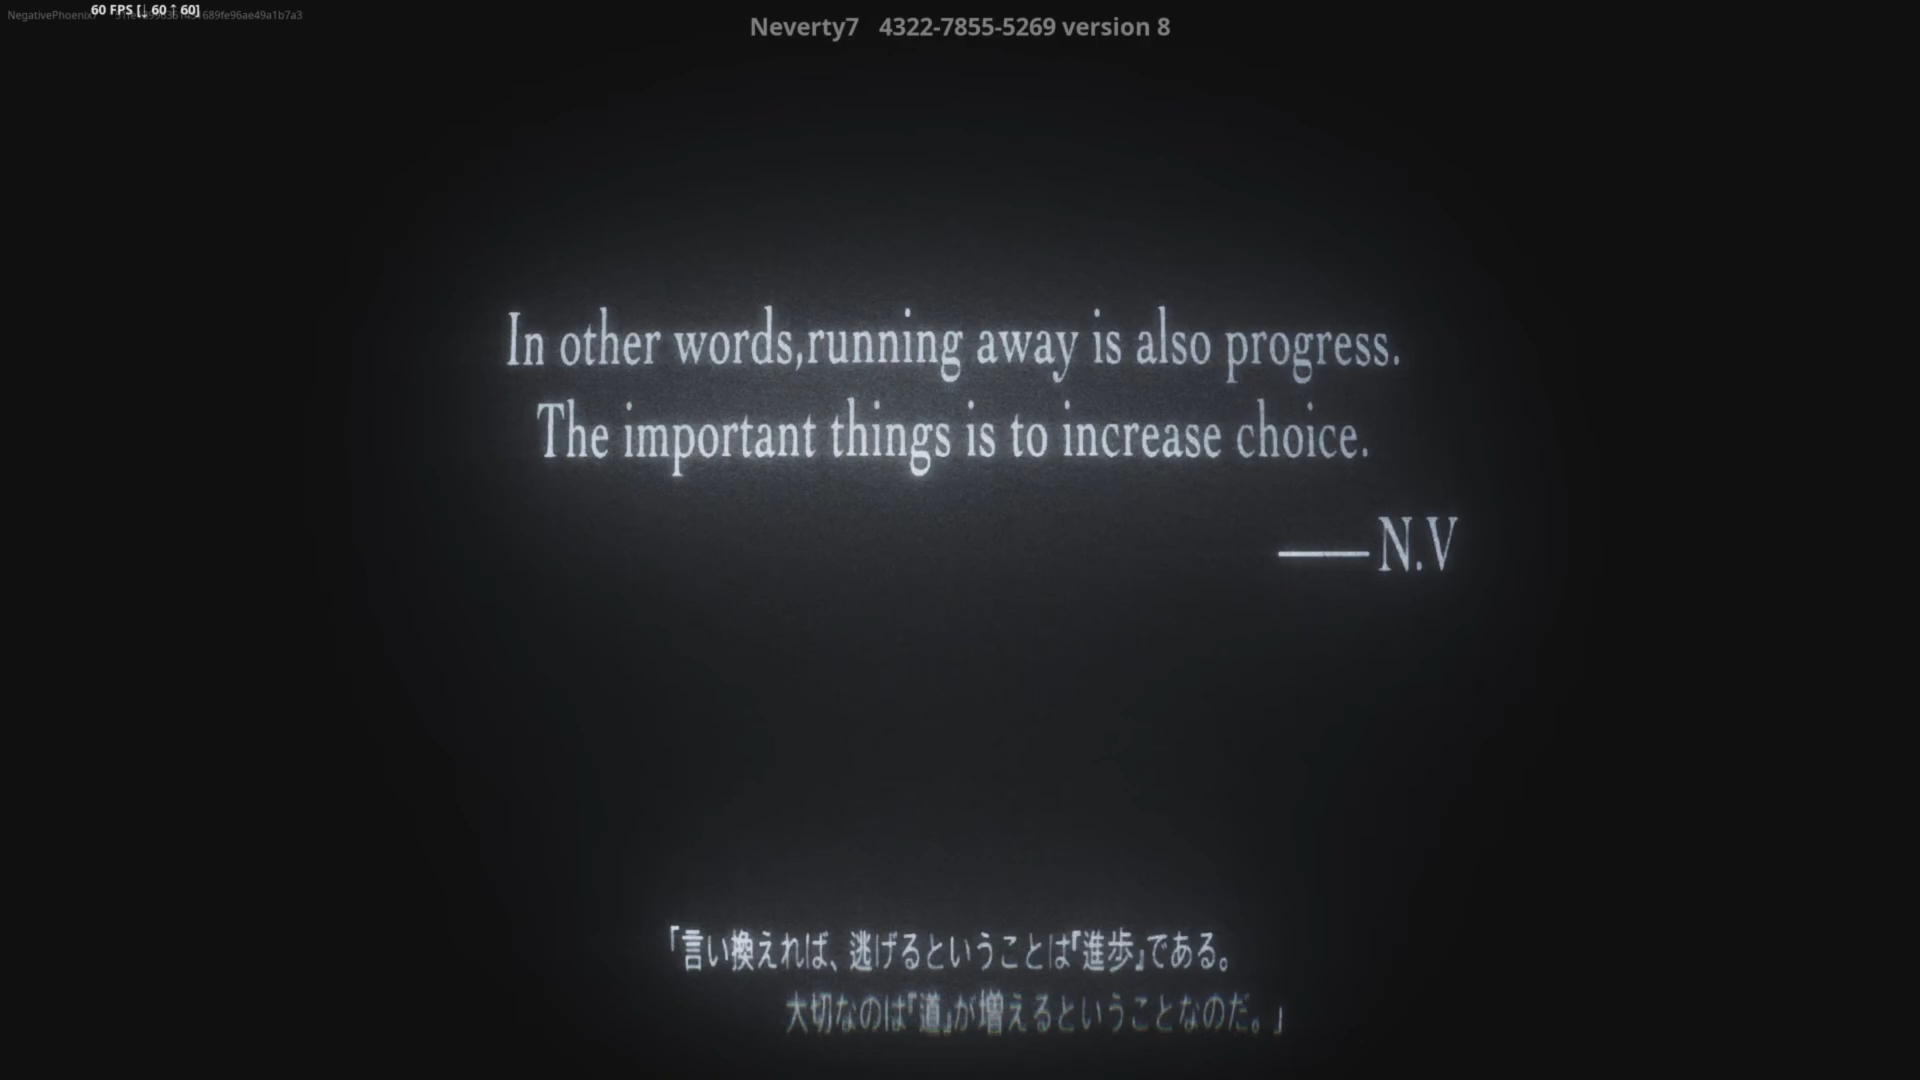 60 FPS [↓ 60 ↑ 60]
Neverty7 4322-7855-5269 version 8
In other words,running away is also progress.
The important things is to increase choice.
——N.V
「言い換えれば、逃げるということは『進歩』である。
大切なのは『道』が増えるということなのだ。」